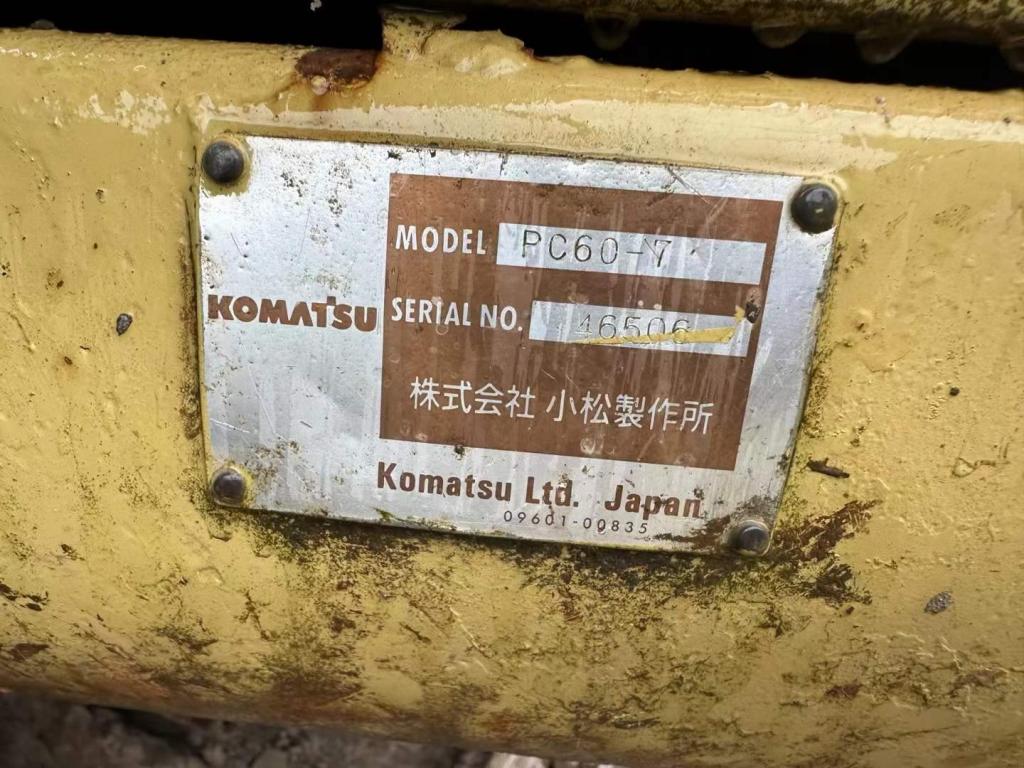 MODEL PC60-7
KOMATSU
SERIAL NO. 46506
株式会社 小松製作所
Komatsu Ltd. Japan
09601-00835